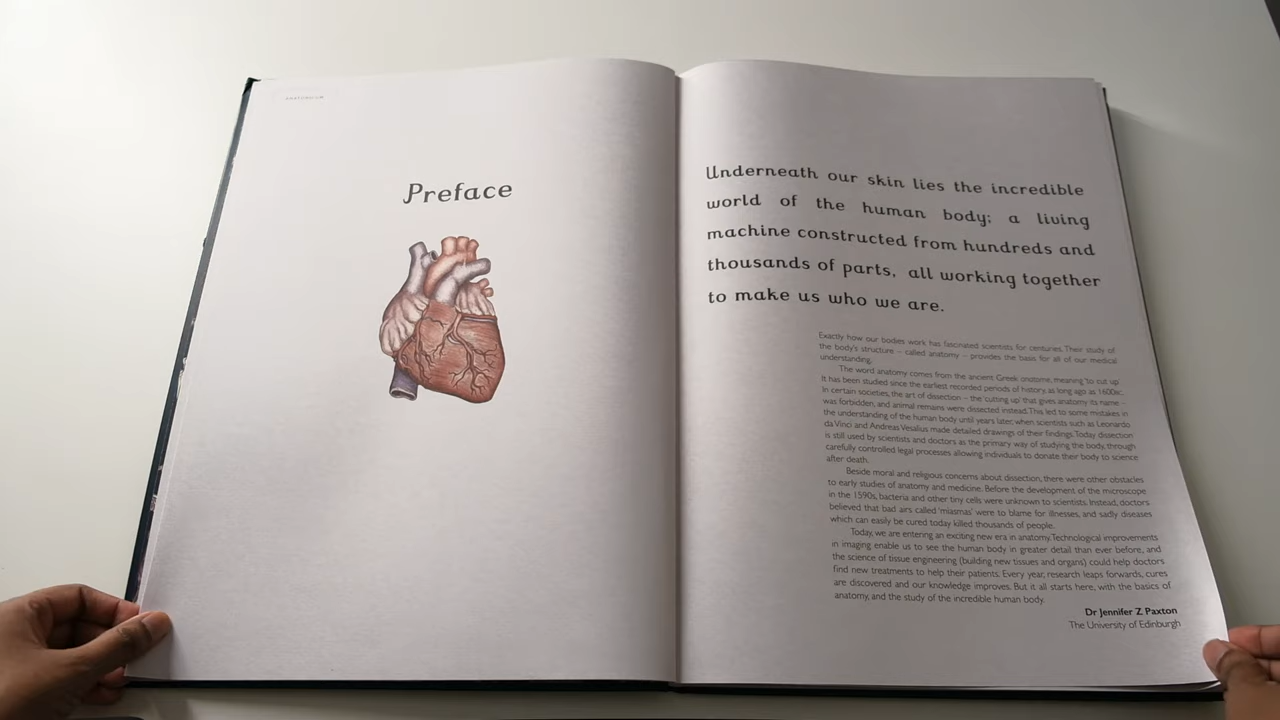 ANATOMICUM
Preface
Underneath our skin lies the incredible
world of the human body; a living
machine constructed from hundreds and
thousands of parts, all working together
to make us who we are.
Exactly how our bodies work has fascinated scientists for centuries. Their study of
the body's structure – called anatomy – provides the basis for all of our medical
understanding.
The word anatomy comes from the ancient Greek anatome, meaning 'to cut up'.
It has been studied since the earliest recorded periods of history, as long ago as 1600BC.
In certain societies, the art of dissection – the 'cutting up' that gives anatomy its name –
was forbidden, and animal remains were dissected instead. This led to some mistakes in
the understanding of the human body until years later, when scientists such as Leonardo
da Vinci and Andreas Vesalius made detailed drawings of their findings. Today dissection
is still used by scientists and doctors as the primary way of studying the body, through
carefully controlled legal processes allowing individuals to donate their body to science
after death.
Beside moral and religious concerns about dissection, there were other obstacles
to early studies of anatomy and medicine. Before the development of the microscope
in the 1590s, bacteria and other tiny cells were unknown to scientists. Instead, doctors
believed that bad airs called 'miasmas' were to blame for illnesses, and sadly diseases
which can easily be cured today killed thousands of people.
Today, we are entering an exciting new era in anatomy. Technological improvements
in imaging enable us to see the human body in greater detail than ever before, and
the science of tissue engineering (building new tissues and organs) could help doctors
find new treatments to help their patients. Every year, research leaps forwards, cures
are discovered and our knowledge improves. But it all starts here, with the basics of
anatomy, and the study of the incredible human body.
Dr Jennifer Z Paxton
The University of Edinburgh